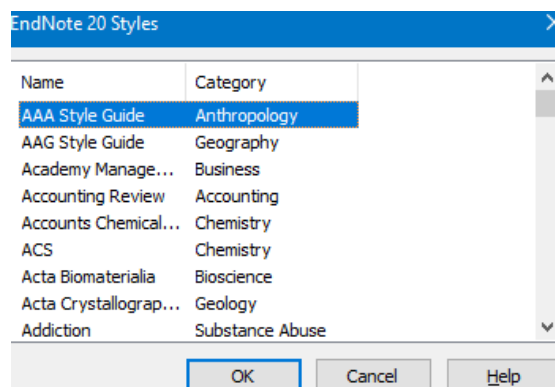 EndNote 20 Styles
Name Category
AAA Style Guide Anthropology
AAG Style Guide Geography
Academy Manage... Business
Accounting Review Accounting
Accounts Chemical... Chemistry
ACS Chemistry
Acta Biomaterialia Bioscience
Acta Crystallograp... Geology
Addiction Substance Abuse
OK Cancel Help